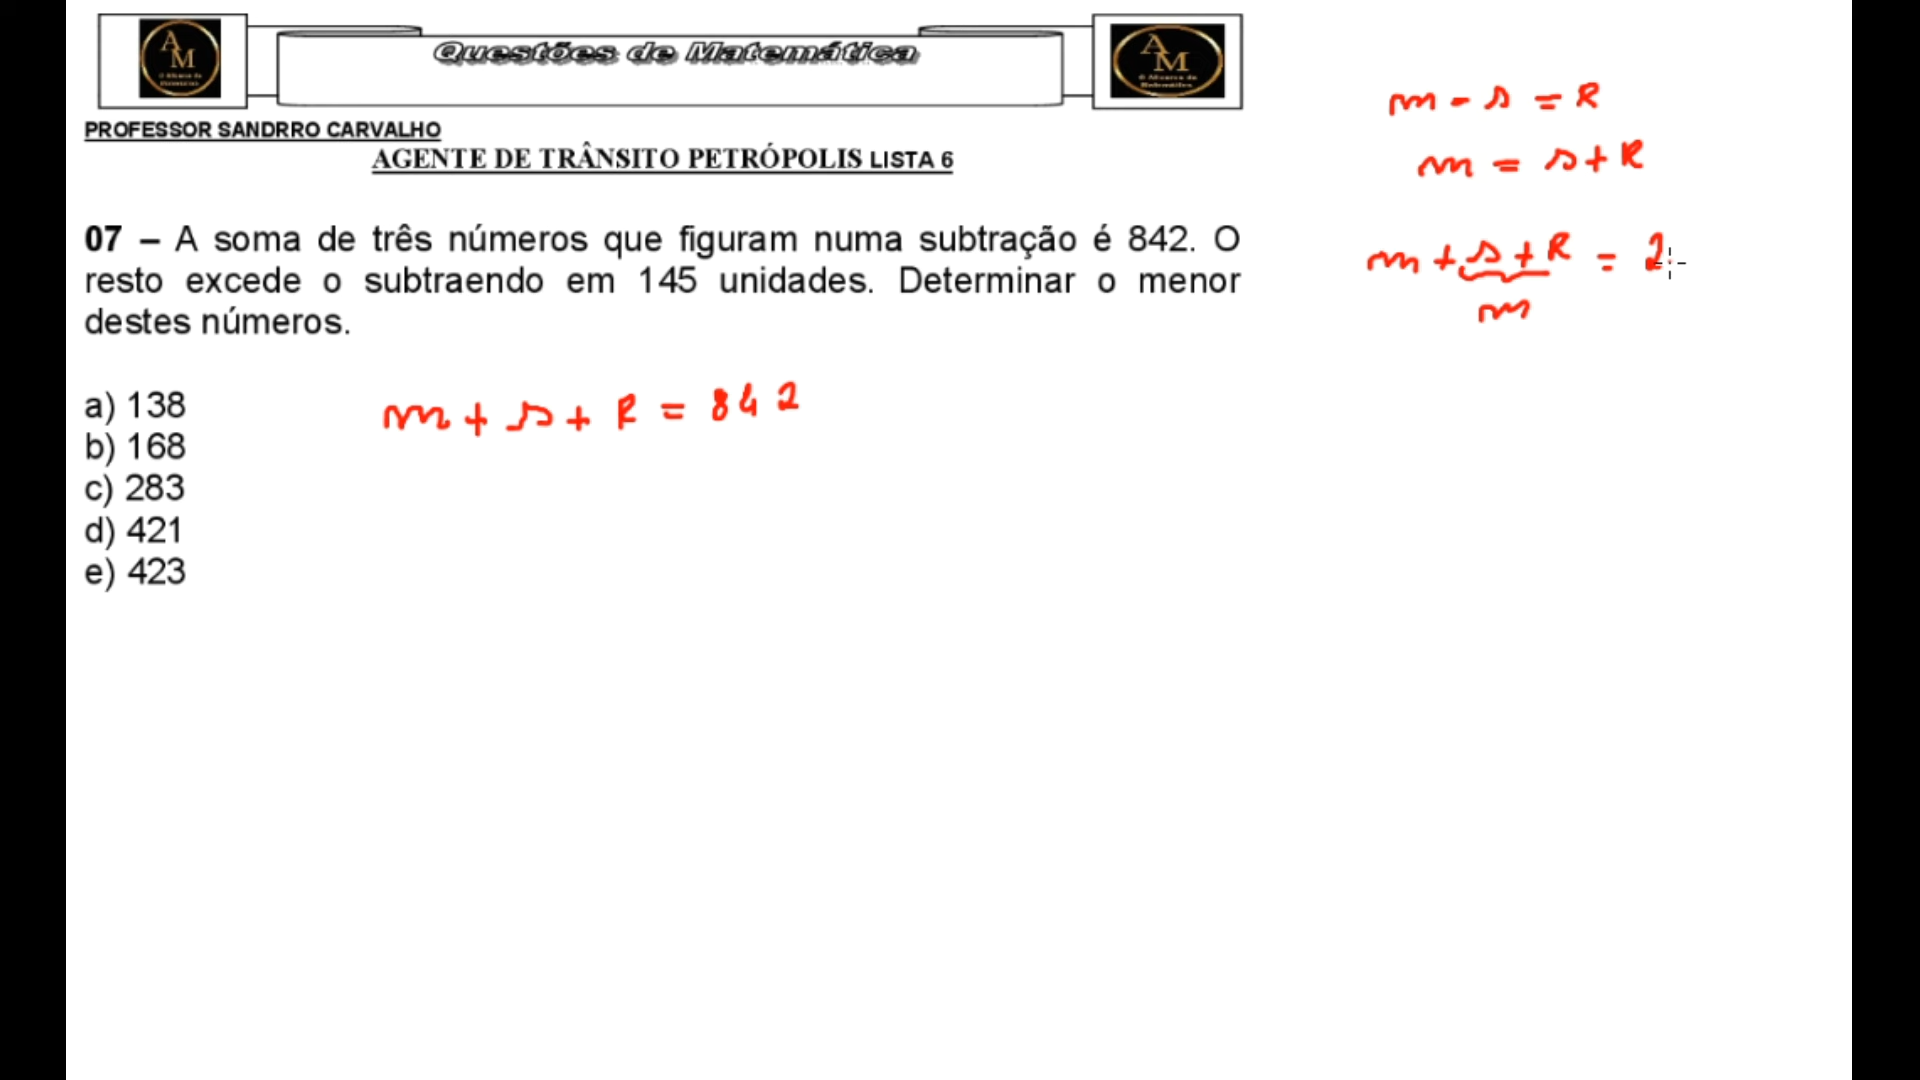 A M
Questões de Matemática
A M
PROFESSOR SANDRRO CARVALHO
AGENTE DE TRÂNSITO PETRÓPOLIS LISTA 6
07 – A soma de três números que figuram numa subtração é 842. O
resto excede o subtraendo em 145 unidades. Determinar o menor
destes números.
a) 138
b) 168
c) 283
d) 421
e) 423
m + s + R = 842
m - s = R
m = s + R
m + s + R = 2
m